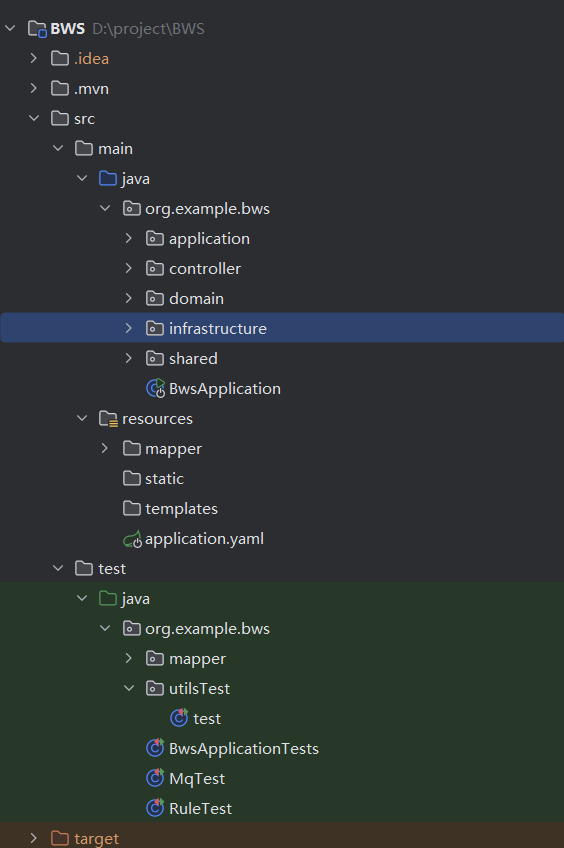 BWS D:\project\BWS
.idea
.mvn
src
main
java
org.example.bws
application
controller
domain
infrastructure
shared
BwsApplication
resources
mapper
static
templates
application.yaml
test
java
org.example.bws
mapper
utilsTest
test
BwsApplicationTests
MqTest
RuleTest
target